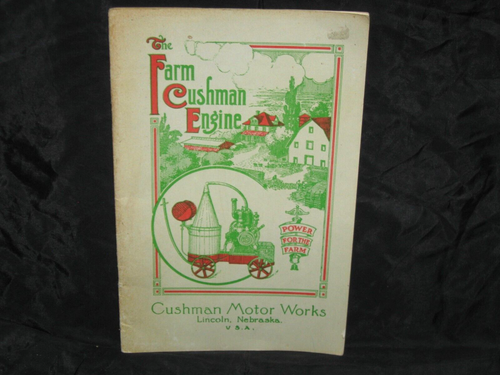 The
Farm
Cushman
Engine
POWER
FOR THE
FARM
Cushman Motor Works
Lincoln, Nebraska.
U.S.A.